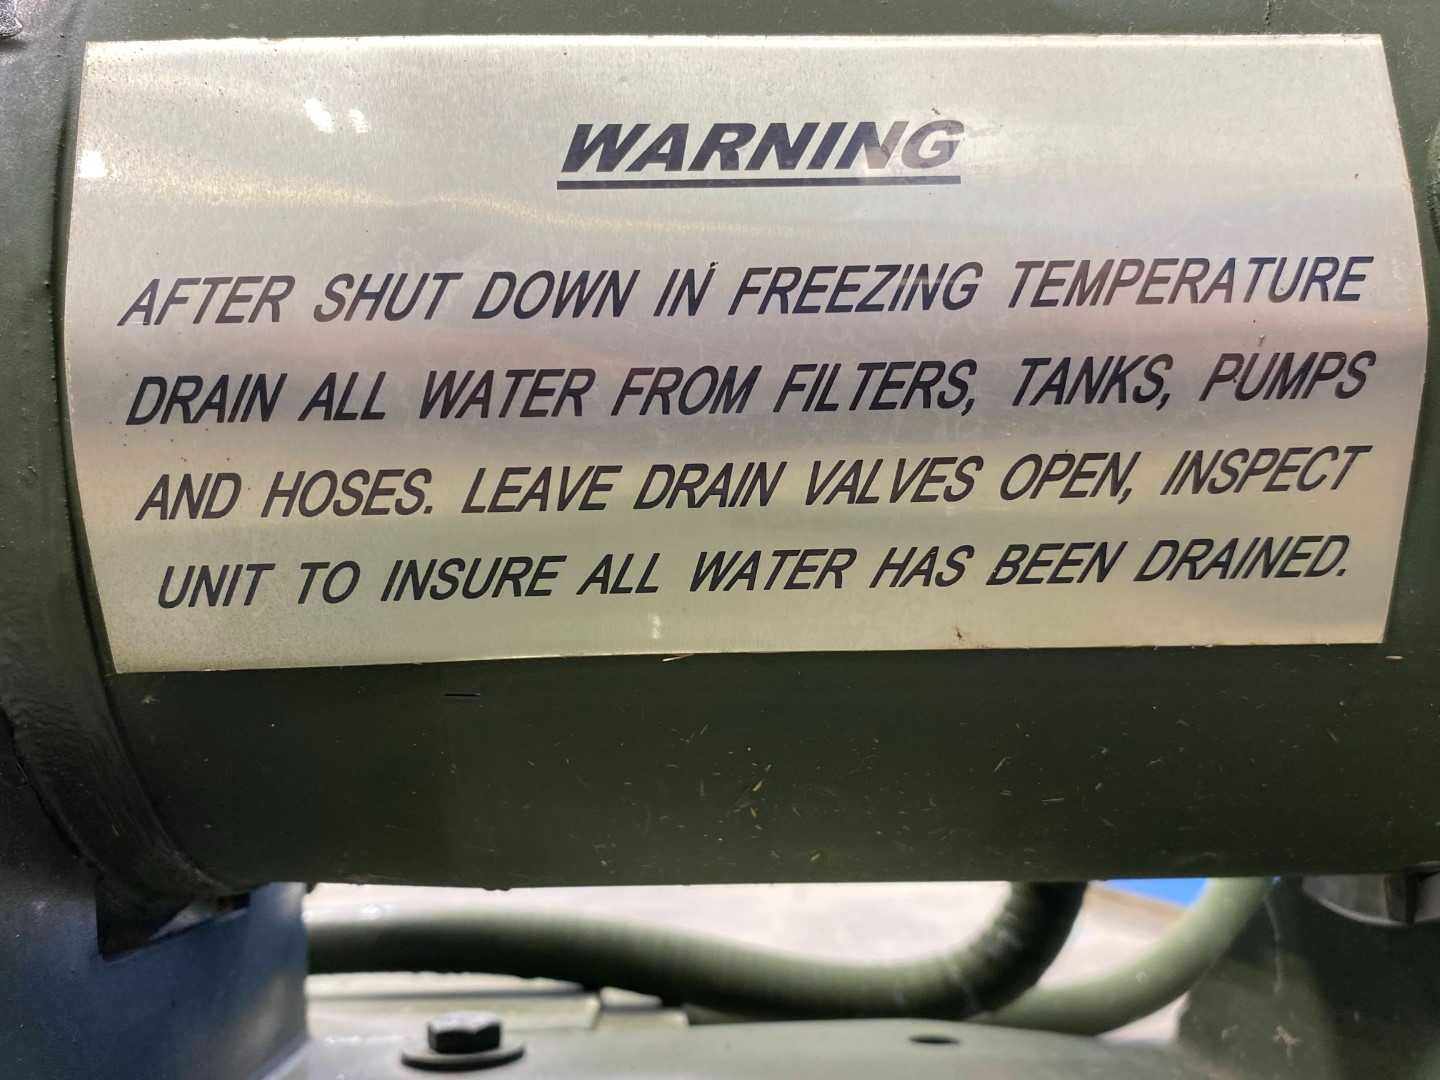 WARNING
AFTER SHUT DOWN IN FREEZING TEMPERATURE
DRAIN ALL WATER FROM FILTERS, TANKS, PUMPS
AND HOSES. LEAVE DRAIN VALVES OPEN, INSPECT
UNIT TO INSURE ALL WATER HAS BEEN DRAINED.